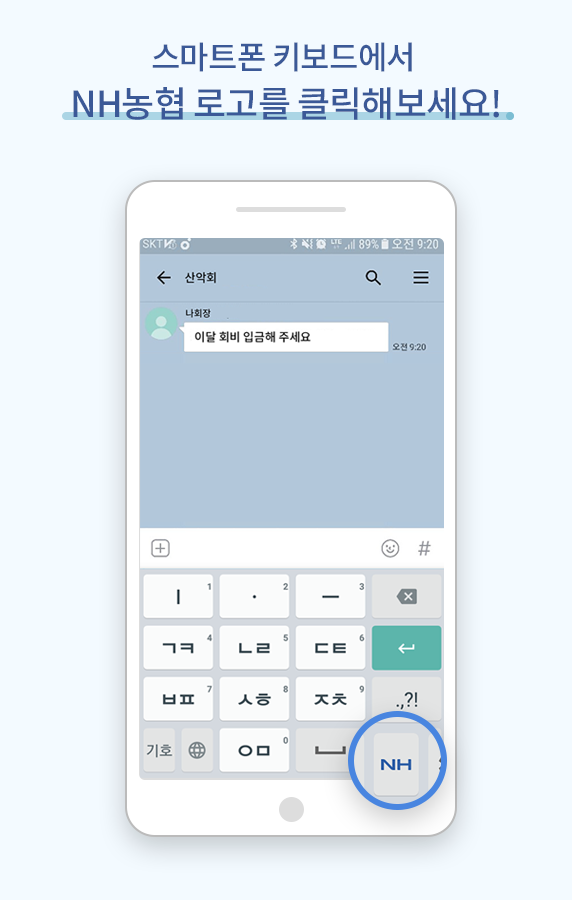 스마트폰 키보드에서
NH농협 로고를 클릭해보세요!
SKT LTE 89% 오전 9:20
산악회
나회장
이달 회비 입금해 주세요
오전 9:20
#
ㅣ 1 · 2 ㅡ 3
ㄱㅋ 4 ㄴㄹ 5 ㄷㅌ 6
ㅂㅍ 7 ㅅㅎ 8 ㅈㅊ 9 .,?!
기호 ㅇㅁ 0 NH